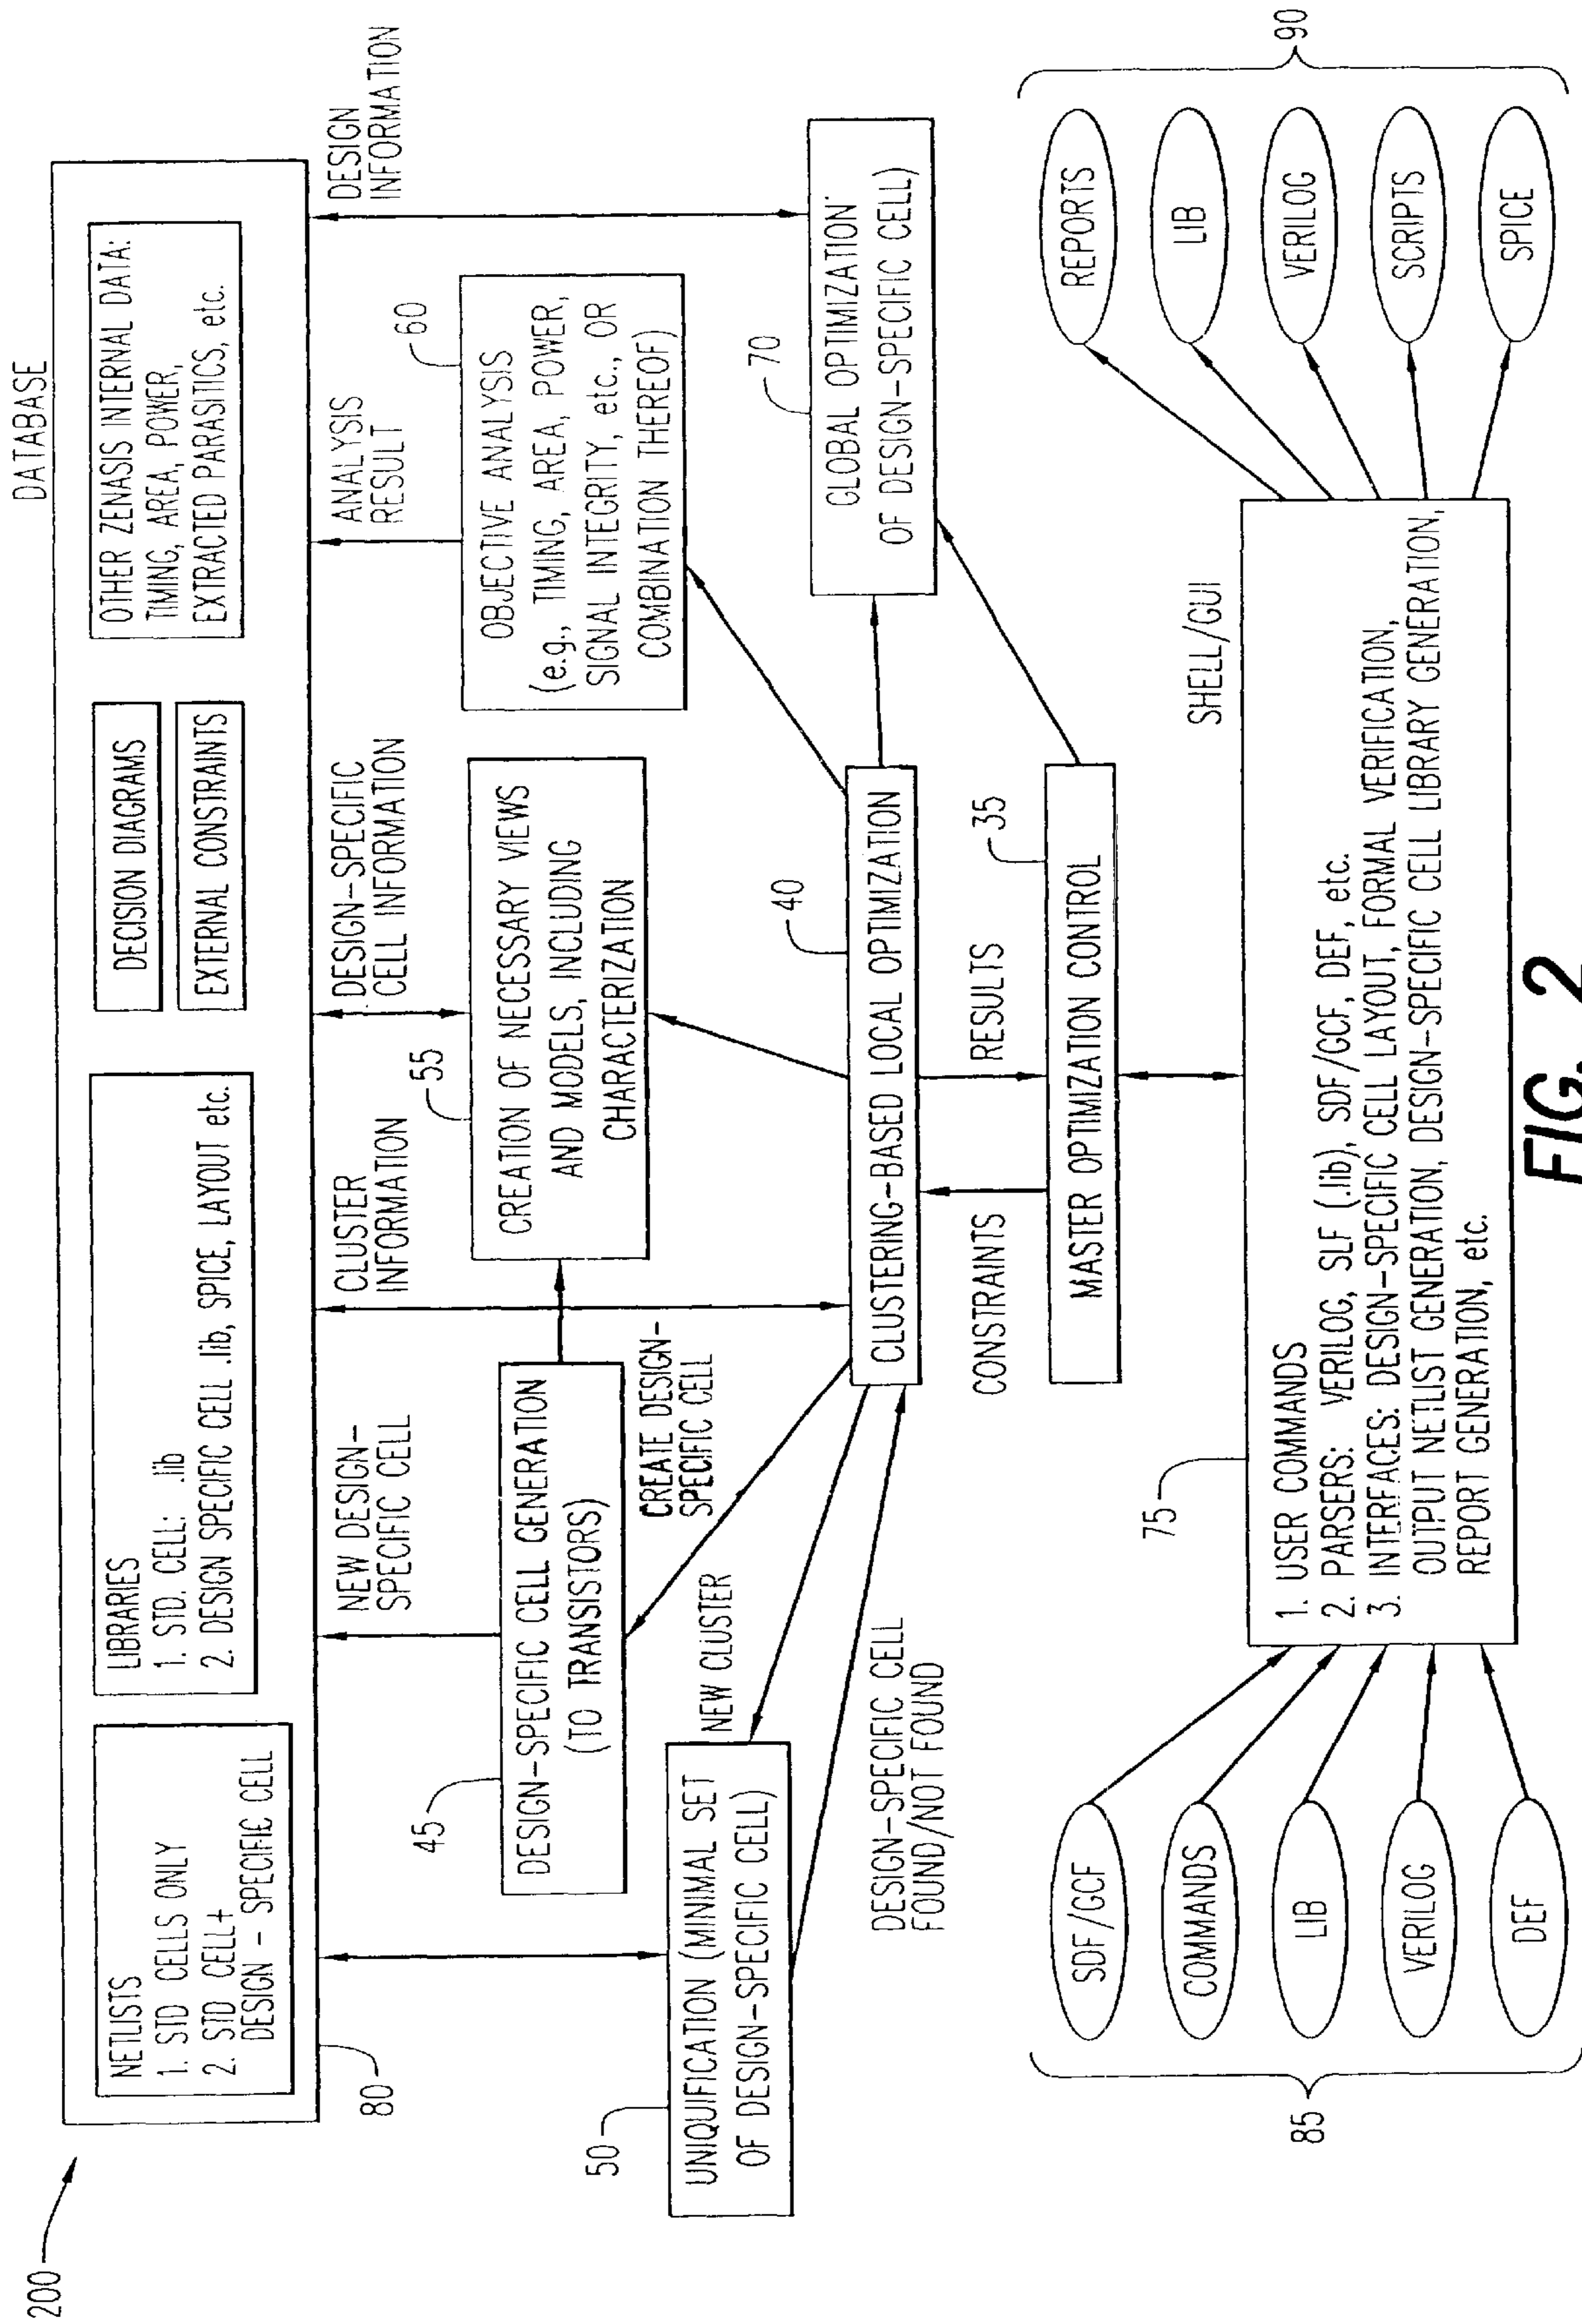 200
DATABASE
80
NETLISTS
1. STD CELLS ONLY
2. STD CELL+
DESIGN - SPECIFIC CELL
LIBRARIES
1. STD. CELL: .lib
2. DESIGN SPECIFIC CELL .lib, SPICE, LAYOUT etc.
DECISION DIAGRAMS
EXTERNAL CONSTRAINTS
OTHER ZENASIS INTERNAL DATA:
TIMING, AREA, POWER,
EXTRACTED PARASITICS, etc.
NEW DESIGN-
SPECIFIC CELL
CLUSTER
INFORMATION
DESIGN-SPECIFIC
CELL INFORMATION
ANALYSIS
RESULT
DESIGN
INFORMATION
45
DESIGN-SPECIFIC CELL GENERATION
(TO TRANSISTORS)
55
CREATION OF NECESSARY VIEWS
AND MODELS, INCLUDING
CHARACTERIZATION
60
OBJECTIVE ANALYSIS
(e.g., TIMING, AREA, POWER,
SIGNAL INTEGRITY, etc., OR
COMBINATION THEREOF)
50
UNIQUIFICATION (MINIMAL SET
OF DESIGN-SPECIFIC CELL)
NEW CLUSTER
CREATE DESIGN-
SPECIFIC CELL
DESIGN-SPECIFIC CELL
FOUND/NOT FOUND
40
CLUSTERING-BASED LOCAL OPTIMIZATION
70
GLOBAL OPTIMIZATION
OF DESIGN-SPECIFIC CELL)
CONSTRAINTS
RESULTS
35
MASTER OPTIMIZATION CONTROL
75
SHELL/GUI
1. USER COMMANDS
2. PARSERS: VERILOG, SLF (.lib), SDF/GCF, DEF, etc.
3. INTERFACES: DESIGN-SPECIFIC CELL LAYOUT, FORMAL VERIFICATION,
OUTPUT NETLIST GENERATION, DESIGN-SPECIFIC CELL LIBRARY GENERATION,
REPORT GENERATION, etc.
85
SDF/GCF
COMMANDS
LIB
VERILOG
DEF
REPORTS
LIB
VERILOG
SCRIPTS
SPICE
90
FIG. 2